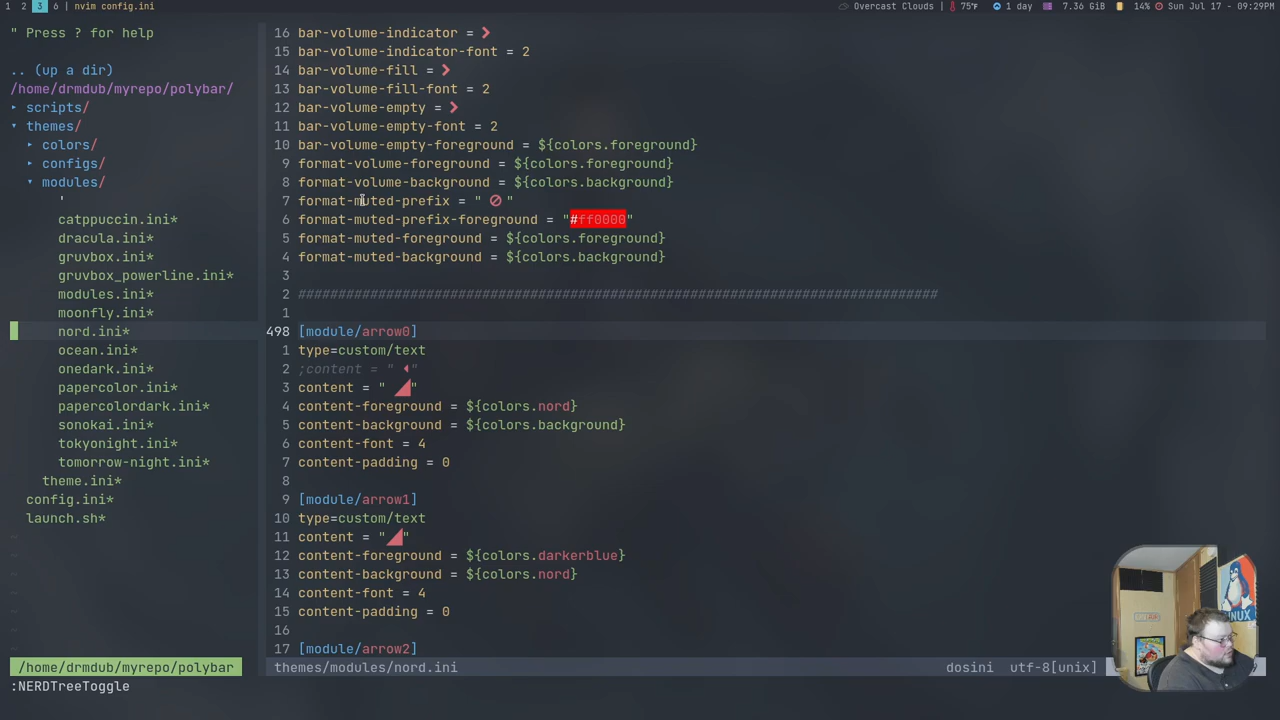 1 2 3 6 | nvim config.ini
Overcast Clouds | 75°F 1 day 7.36 GiB 14% Sun Jul 17 - 09:29PM
" Press ? for help
.. (up a dir)
/home/drmdub/myrepo/polybar/
▸ scripts/
▾ themes/
▸ colors/
▸ configs/
▾ modules/
'
catppuccin.ini*
dracula.ini*
gruvbox.ini*
gruvbox_powerline.ini*
modules.ini*
moonfly.ini*
nord.ini*
ocean.ini*
onedark.ini*
papercolor.ini*
papercolordark.ini*
sonokai.ini*
tokyonight.ini*
tomorrow-night.ini*
theme.ini*
config.ini*
launch.sh*
~
~
~
~
~
~
~
/home/drmdub/myrepo/polybar
16 bar-volume-indicator = 
15 bar-volume-indicator-font = 2
14 bar-volume-fill = 
13 bar-volume-fill-font = 2
12 bar-volume-empty = 
11 bar-volume-empty-font = 2
10 bar-volume-empty-foreground = ${colors.foreground}
9 format-volume-foreground = ${colors.foreground}
8 format-volume-background = ${colors.background}
7 format-muted-prefix = "  "
6 format-muted-prefix-foreground = "#ff0000"
5 format-muted-foreground = ${colors.foreground}
4 format-muted-background = ${colors.background}
3
2 ################################################################################
1
498 [module/arrow0]
1 type=custom/text
2 ;content = " "
3 content = " "
4 content-foreground = ${colors.nord}
5 content-background = ${colors.background}
6 content-font = 4
7 content-padding = 0
8
9 [module/arrow1]
10 type=custom/text
11 content = ""
12 content-foreground = ${colors.darkerblue}
13 content-background = ${colors.nord}
14 content-font = 4
15 content-padding = 0
16
17 [module/arrow2]
themes/modules/nord.ini dosini utf-8[unix]
:NERDTreeToggle
LINUX